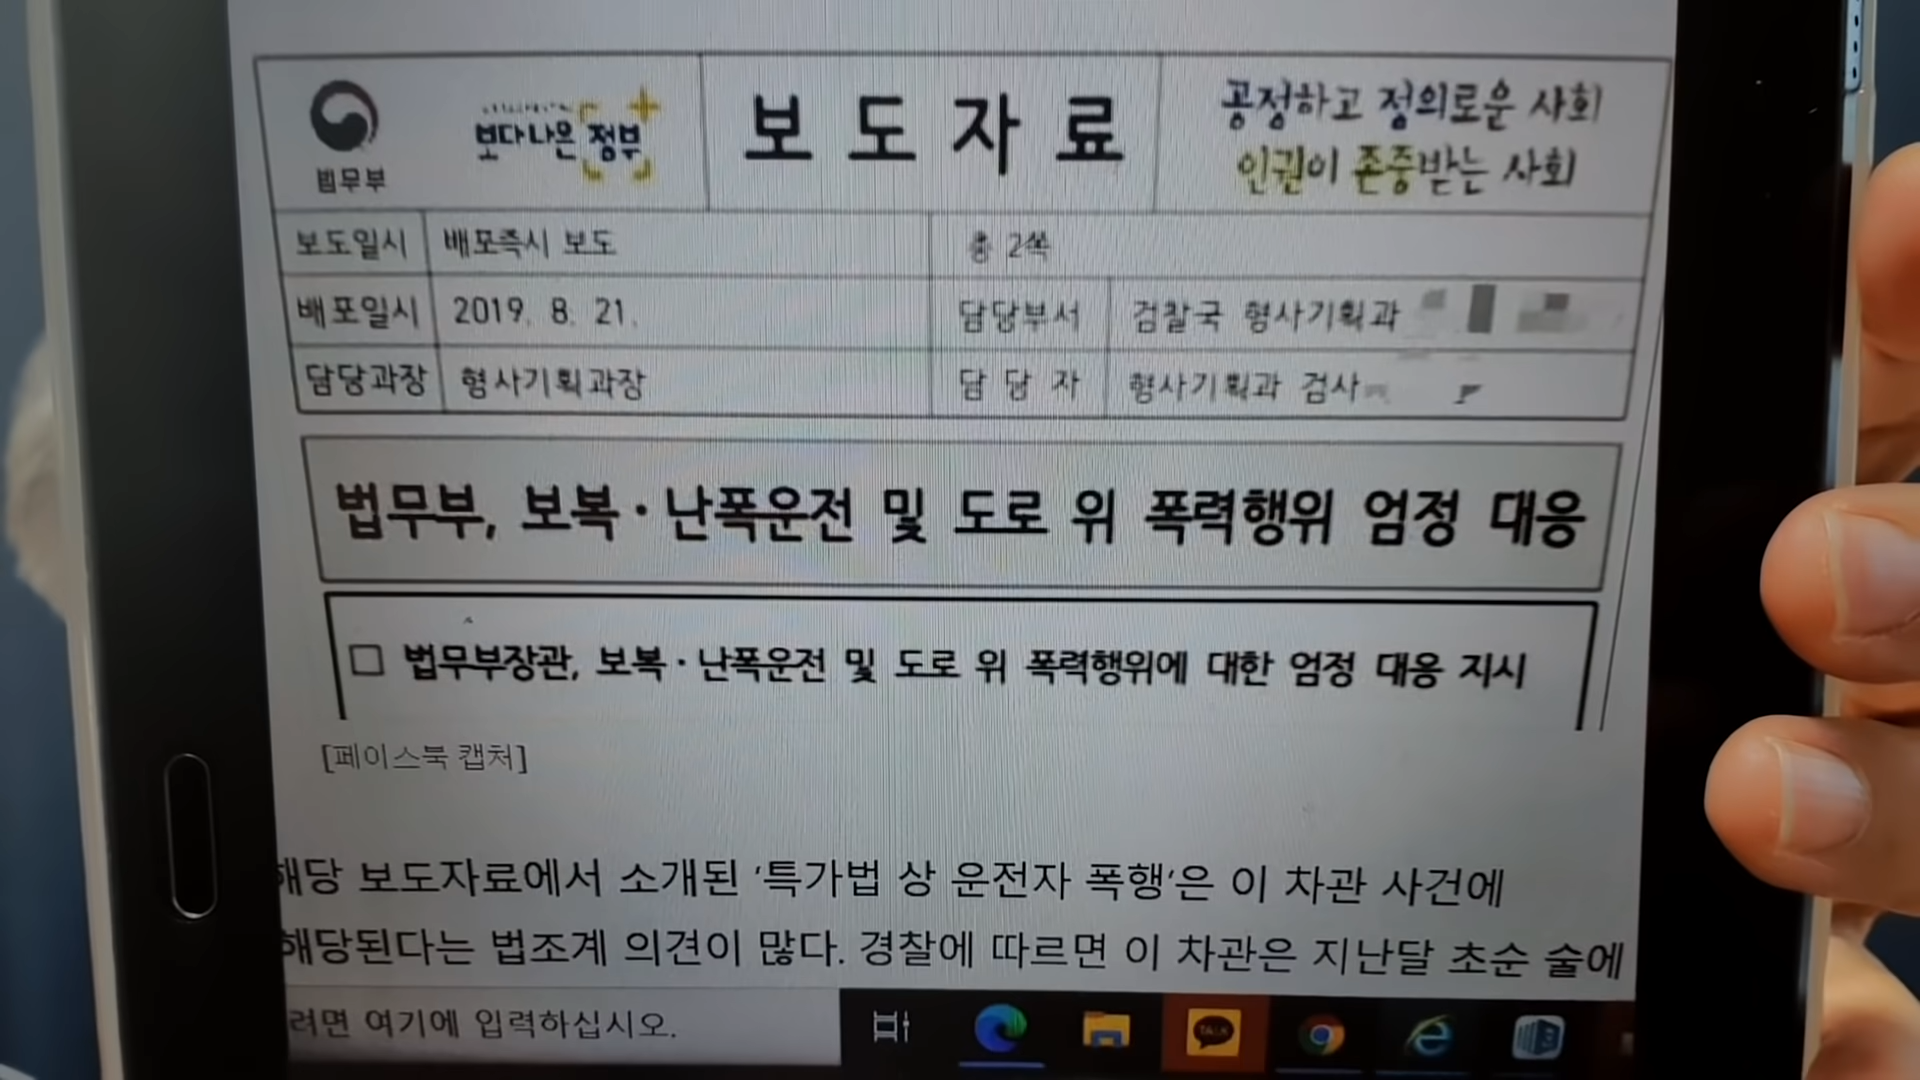 법무부
보다나은 정부
보 도 자 료
공정하고 정의로운 사회
인권이 존중받는 사회
보도일시 배포즉시 보도 총 2쪽
배포일시 2019. 8. 21. 담당부서 검찰국 형사기획과
담당과장 형사기획과장 담 당 자 형사기획과 검사
법무부, 보복·난폭운전 및 도로 위 폭력행위 엄정 대응
□ 법무부장관, 보복·난폭운전 및 도로 위 폭력행위에 대한 엄정 대응 지시
[페이스북 캡처]
해당 보도자료에서 소개된 '특가법 상 운전자 폭행'은 이 차관 사건에
해당된다는 법조계 의견이 많다. 경찰에 따르면 이 차관은 지난달 초순 술에
려면 여기에 입력하십시오.
TALK